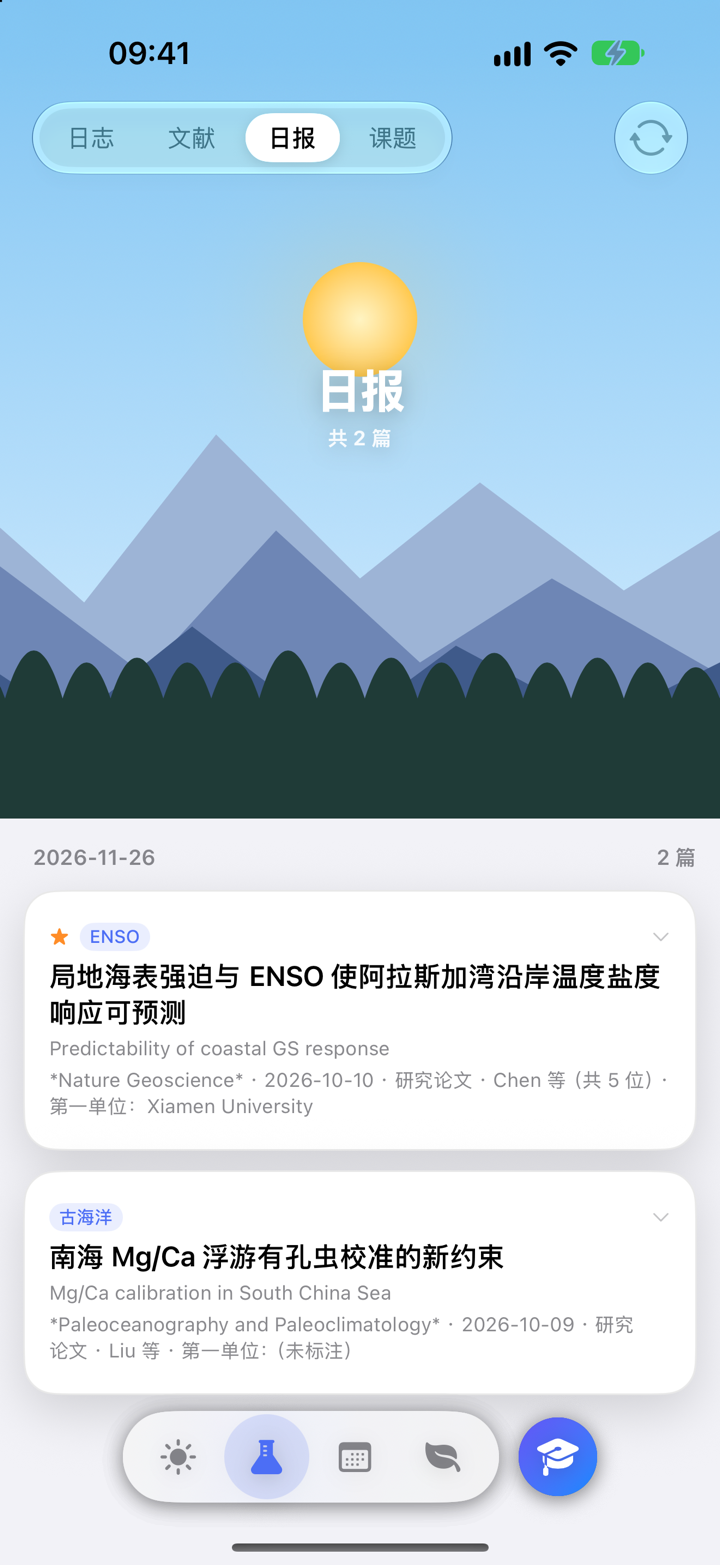 09:41
日志 文献 日报 课题
日报
共 2 篇
2026-11-26 2 篇
ENSO
局地海表强迫与 ENSO 使阿拉斯加湾沿岸温度盐度
响应可预测
Predictability of coastal GS response
*Nature Geoscience* · 2026-10-10 · 研究论文 · Chen 等（共 5 位）·
第一单位：Xiamen University
古海洋
南海 Mg/Ca 浮游有孔虫校准的新约束
Mg/Ca calibration in South China Sea
*Paleoceanography and Paleoclimatology* · 2026-10-09 · 研究
论文 · Liu 等 · 第一单位：（未标注）